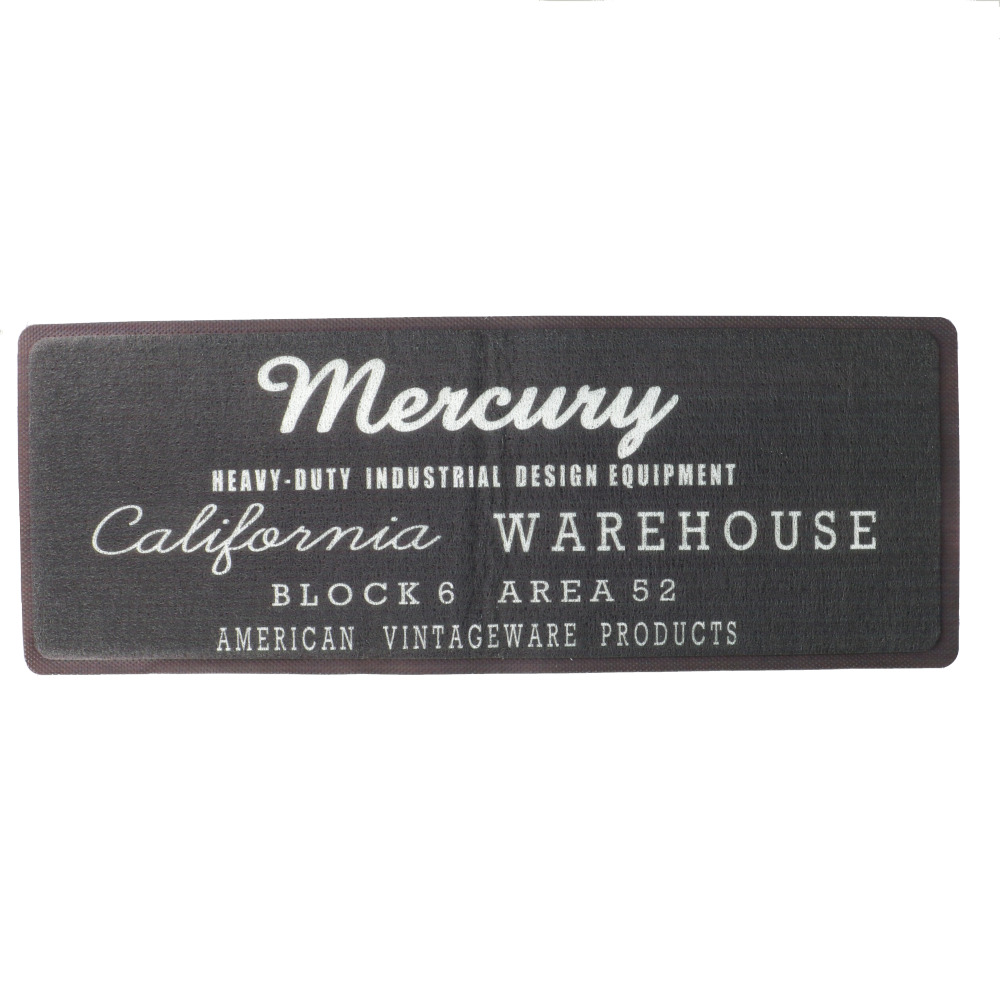 Mercury
HEAVY-DUTY INDUSTRIAL DESIGN EQUIPMENT
California WAREHOUSE
BLOCK 6 AREA 52
AMERICAN VINTAGEWARE PRODUCTS